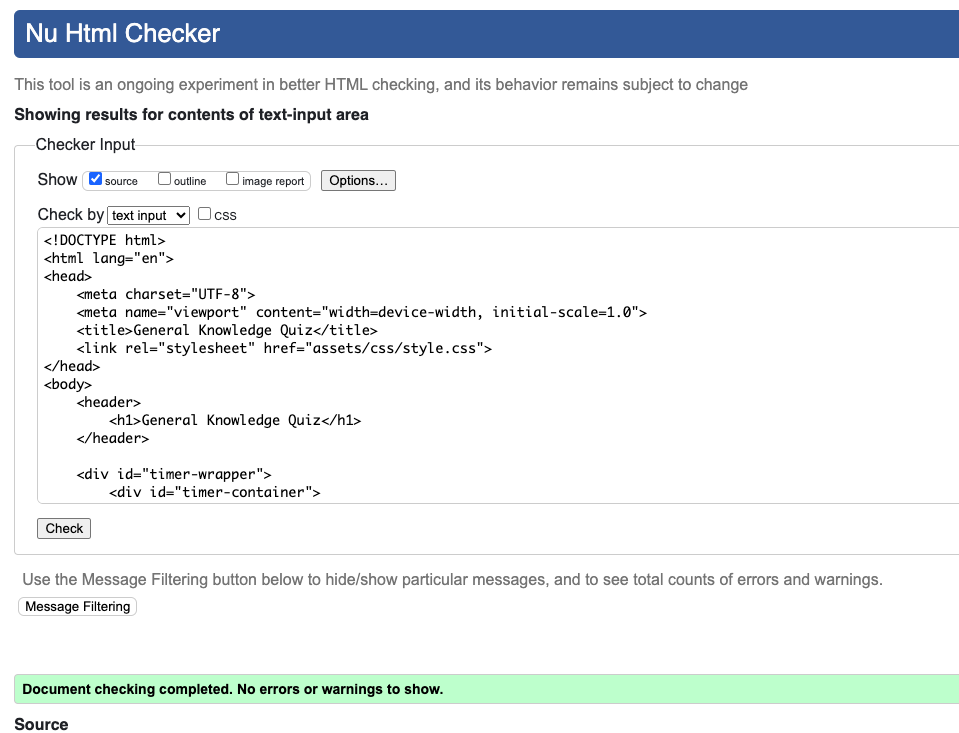 Nu Html Checker
This tool is an ongoing experiment in better HTML checking, and its behavior remains subject to change
Showing results for contents of text-input area
Checker Input
Show source outline image report Options...
Check by text input CSS
<!DOCTYPE html>
<html lang="en">
<head>
    <meta charset="UTF-8">
    <meta name="viewport" content="width=device-width, initial-scale=1.0">
    <title>General Knowledge Quiz</title>
    <link rel="stylesheet" href="assets/css/style.css">
</head>
<body>
    <header>
        <h1>General Knowledge Quiz</h1>
    </header>

    <div id="timer-wrapper">
        <div id="timer-container">
Check
Use the Message Filtering button below to hide/show particular messages, and to see total counts of errors and warnings.
Message Filtering
Document checking completed. No errors or warnings to show.
Source